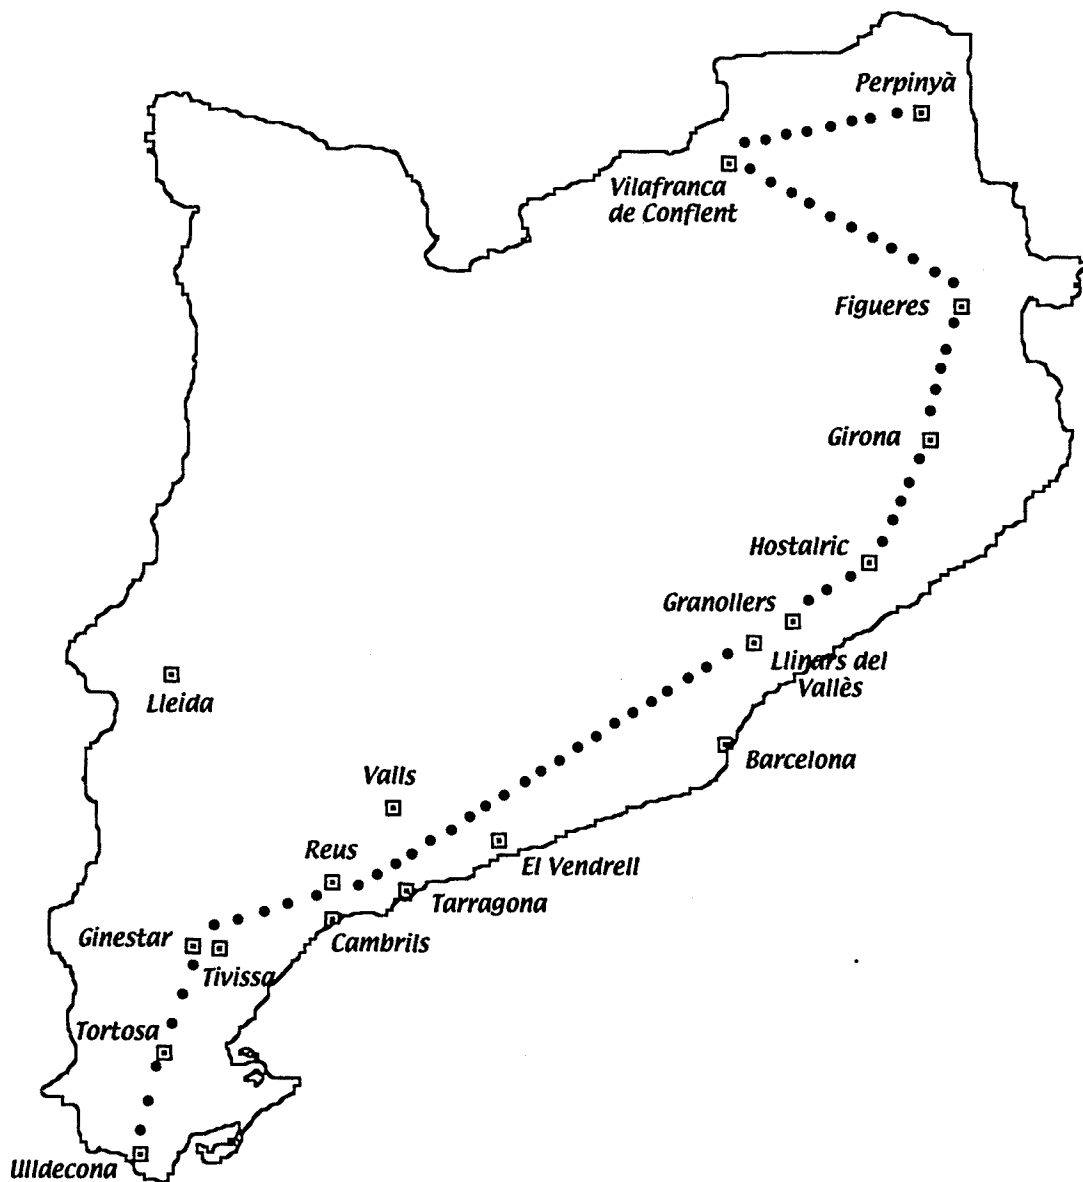 Perpinyà
Vilafranca
de Conflent
Figueres
Girona
Hostalric
Granollers
Llinars del
Vallès
Lleida
Barcelona
Valls
Reus
El Vendrell
Tarragona
Ginestar
Cambrils
Tivissa
Tortosa
Ulldecona